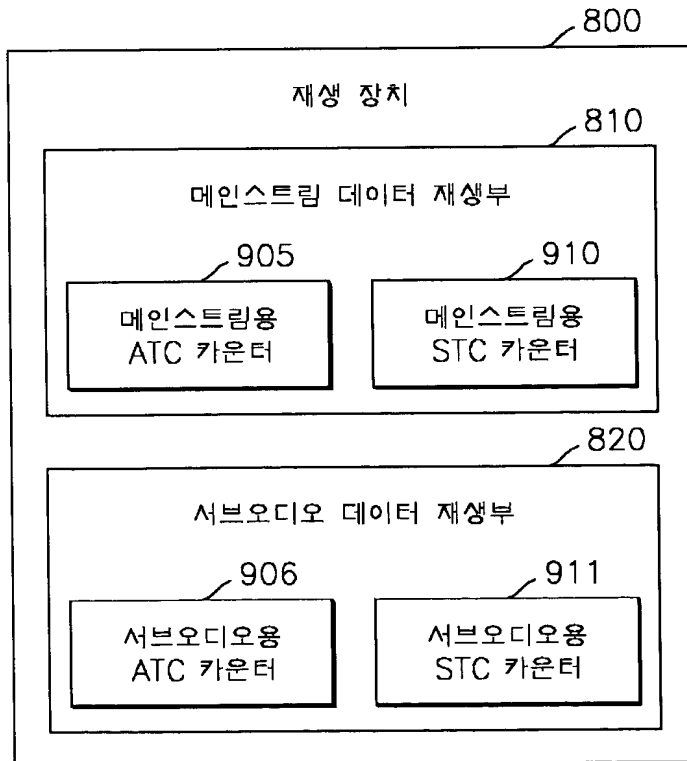 800
재생 장치
810
메인스트림 데이터 재생부
905
910
메인스트림용
ATC 카운터
메인스트림용
STC 카운터
820
서브오디오 데이터 재생부
906
911
서브오디오용
ATC 카운터
서브오디오용
STC 카운터